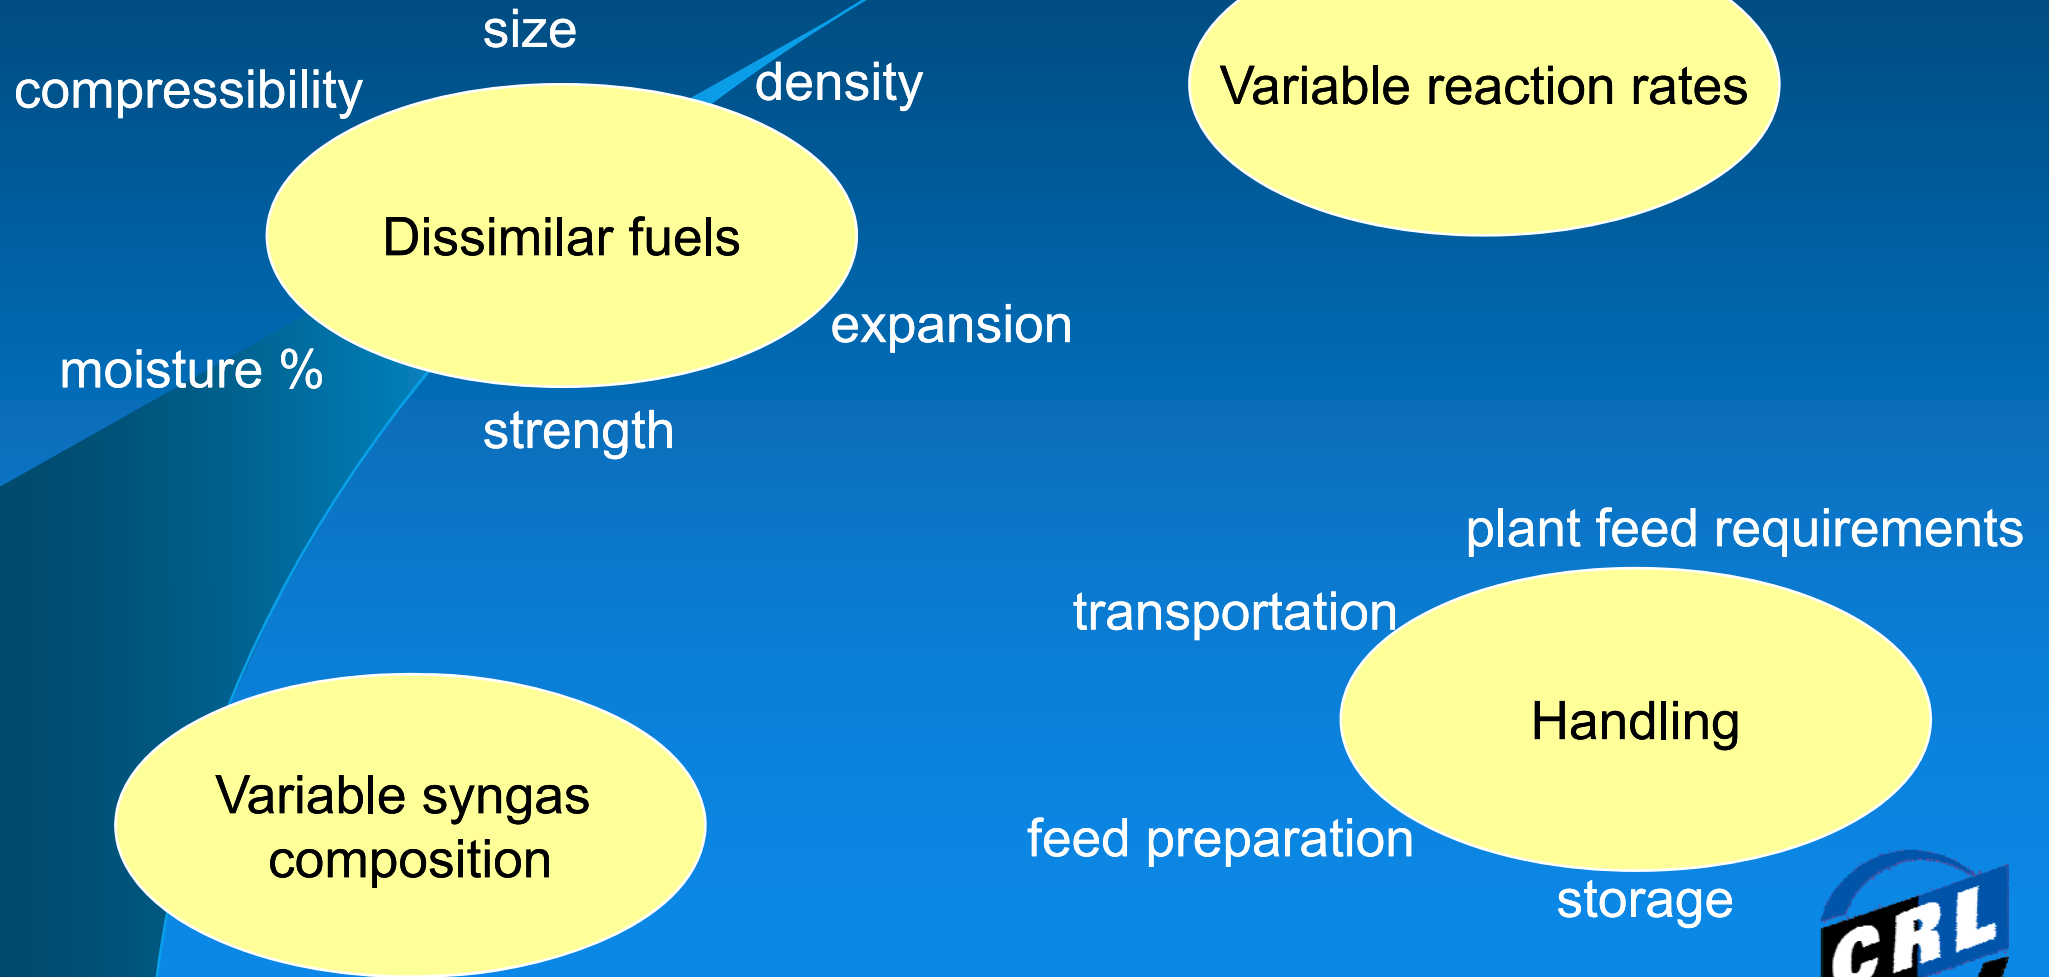 size
compressibility
density
Variable reaction rates
Dissimilar fuels
expansion
moisture %
strength
plant feed requirements
transportation
Handling
Variable syngas
composition
feed preparation
storage
CRL